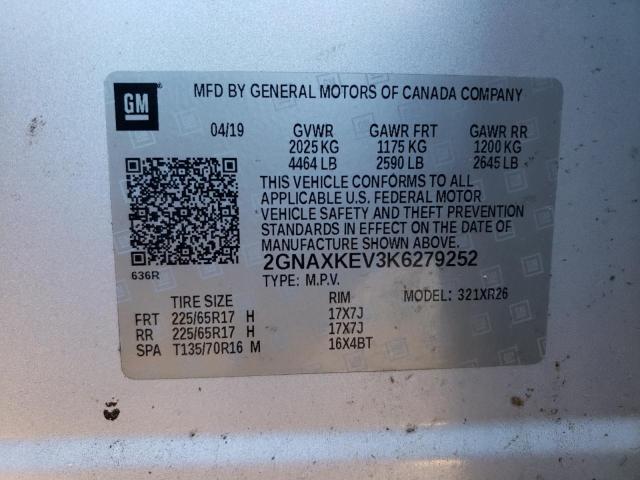 GM
MFD BY GENERAL MOTORS OF CANADA COMPANY
04/19 GVWR GAWR FRT GAWR RR
2025 KG 1175 KG 1200 KG
4464 LB 2590 LB 2645 LB
THIS VEHICLE CONFORMS TO ALL
APPLICABLE U.S. FEDERAL MOTOR
VEHICLE SAFETY AND THEFT PREVENTION
STANDARDS IN EFFECT ON THE DATE OF
MANUFACTURE SHOWN ABOVE.
2GNAXKEV3K6279252
636R
TYPE: M.P.V.
TIRE SIZE RIM MODEL: 321XR26
FRT 225/65R17 H 17X7J
RR 225/65R17 H 17X7J
SPA T135/70R16 M 16X4BT